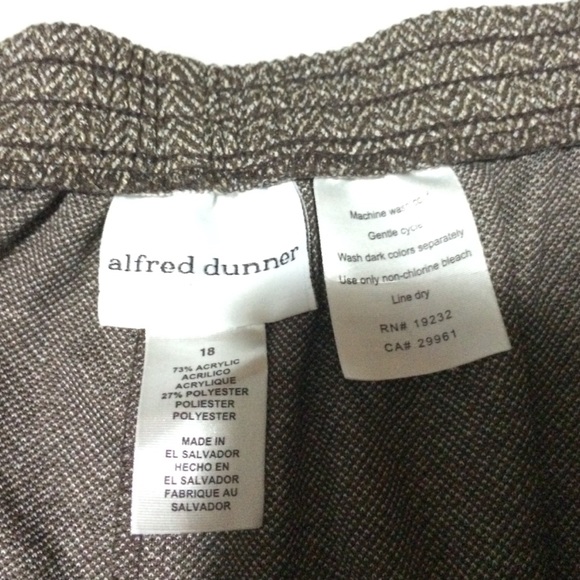 alfred dunner
18
73% ACRYLIC
ACRILICO
ACRYLIQUE
27% POLYESTER
POLIESTER
POLYESTER
MADE IN
EL SALVADOR
HECHO EN
EL SALVADOR
FABRIQUE AU
SALVADOR
Machine
Gentle cycle
Wash dark colors separately
Use only non-chlorine bleach
Line dry
RN# 19232
CA# 29961